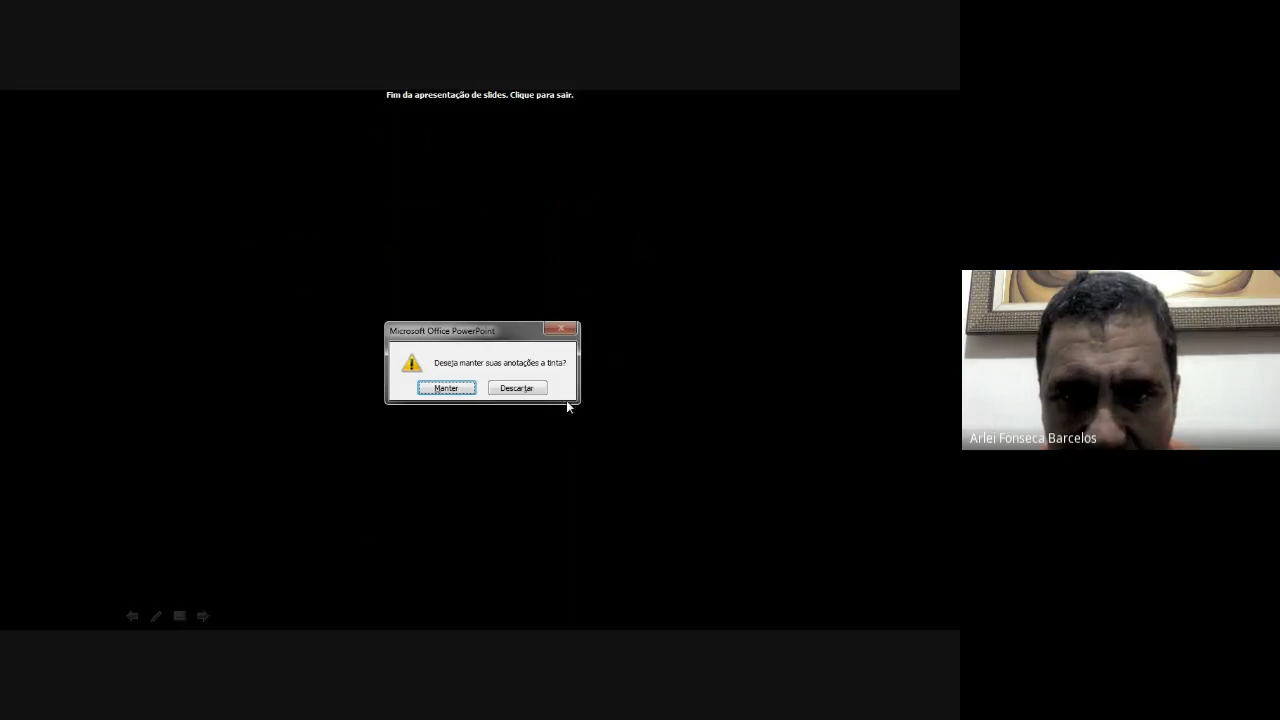 Fim da apresentação de slides. Clique para sair.
Microsoft Office PowerPoint
Deseja manter suas anotações a tinta?
Manter
Descartar
Arlei Fonseca Barcelos